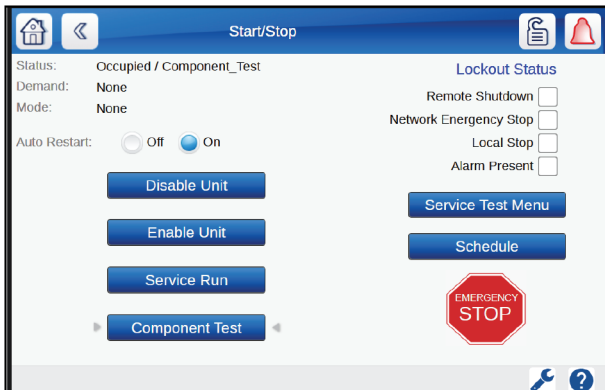 Start/Stop
Status: Occupied / Component_Test
Demand: None
Mode: None
Auto Restart: Off On
Disable Unit
Enable Unit
Service Run
Component Test
Lockout Status
Remote Shutdown
Network Emergency Stop
Local Stop
Alarm Present
Service Test Menu
Schedule
EMERGENCY
STOP
?